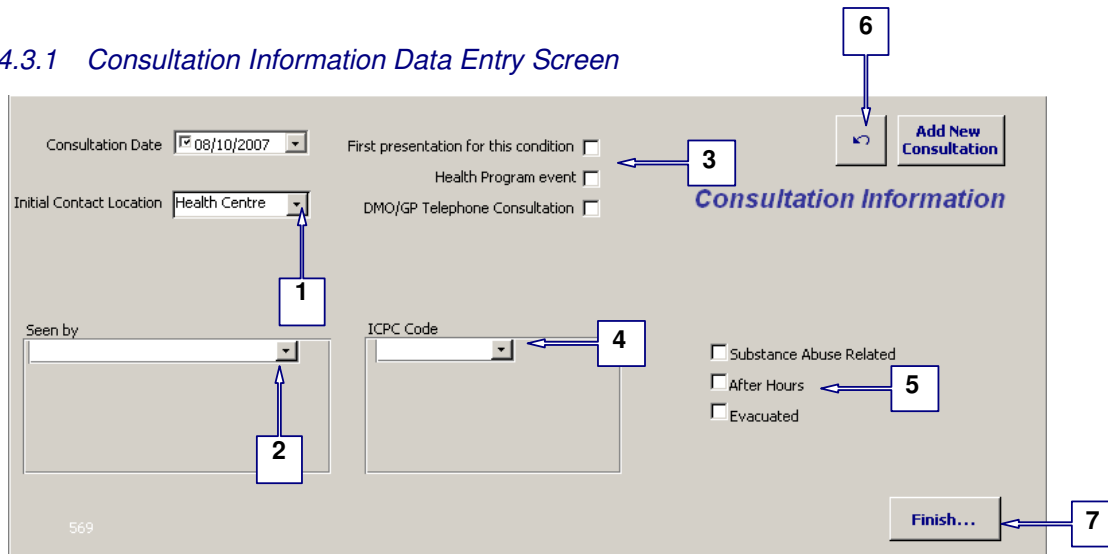 6
4.3.1 Consultation Information Data Entry Screen
Consultation Date 08/10/2007
First presentation for this condition
Add New
Consultation
3
Health Program event
Initial Contact Location Health Centre
DMO/GP Telephone Consultation
Consultation Information
1
Seen by
ICPC Code
4
Substance Abuse Related
After Hours
5
Evacuated
2
569
Finish...
7